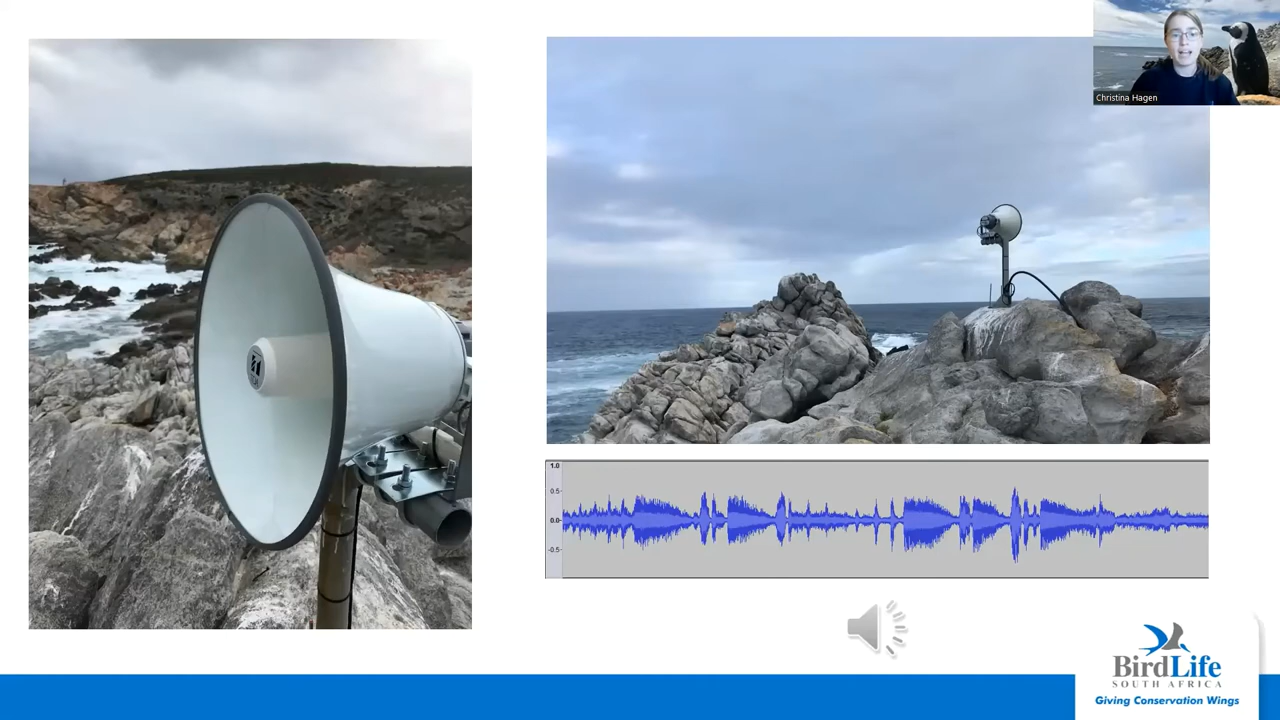 Christina Hagen
1.0
0.5
0.0
-0.5
BirdLife
SOUTH AFRICA
Giving Conservation Wings